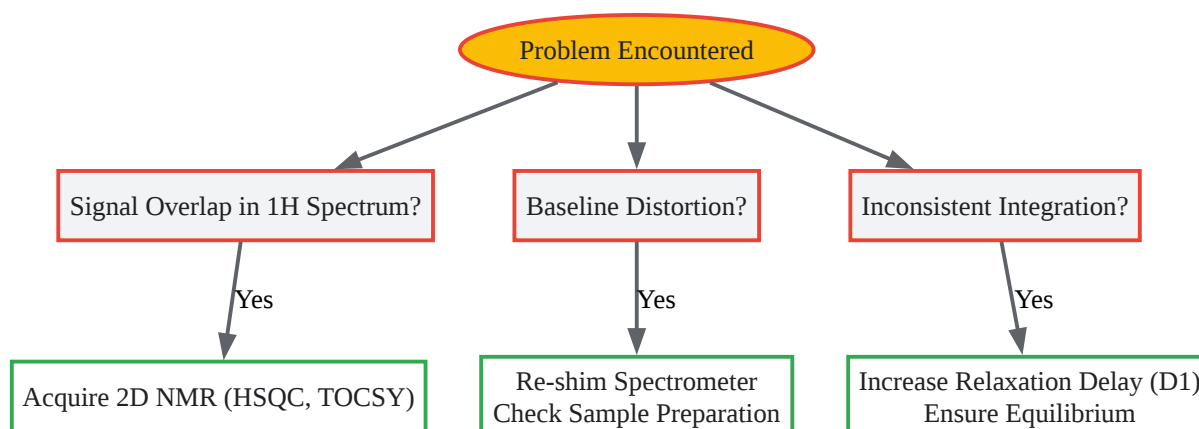 Problem Encountered
Signal Overlap in 1H Spectrum?
Baseline Distortion?
Inconsistent Integration?
Yes
Yes
Yes
Acquire 2D NMR (HSQC, TOCSY)
Re-shim Spectrometer
Check Sample Preparation
Increase Relaxation Delay (D1)
Ensure Equilibrium